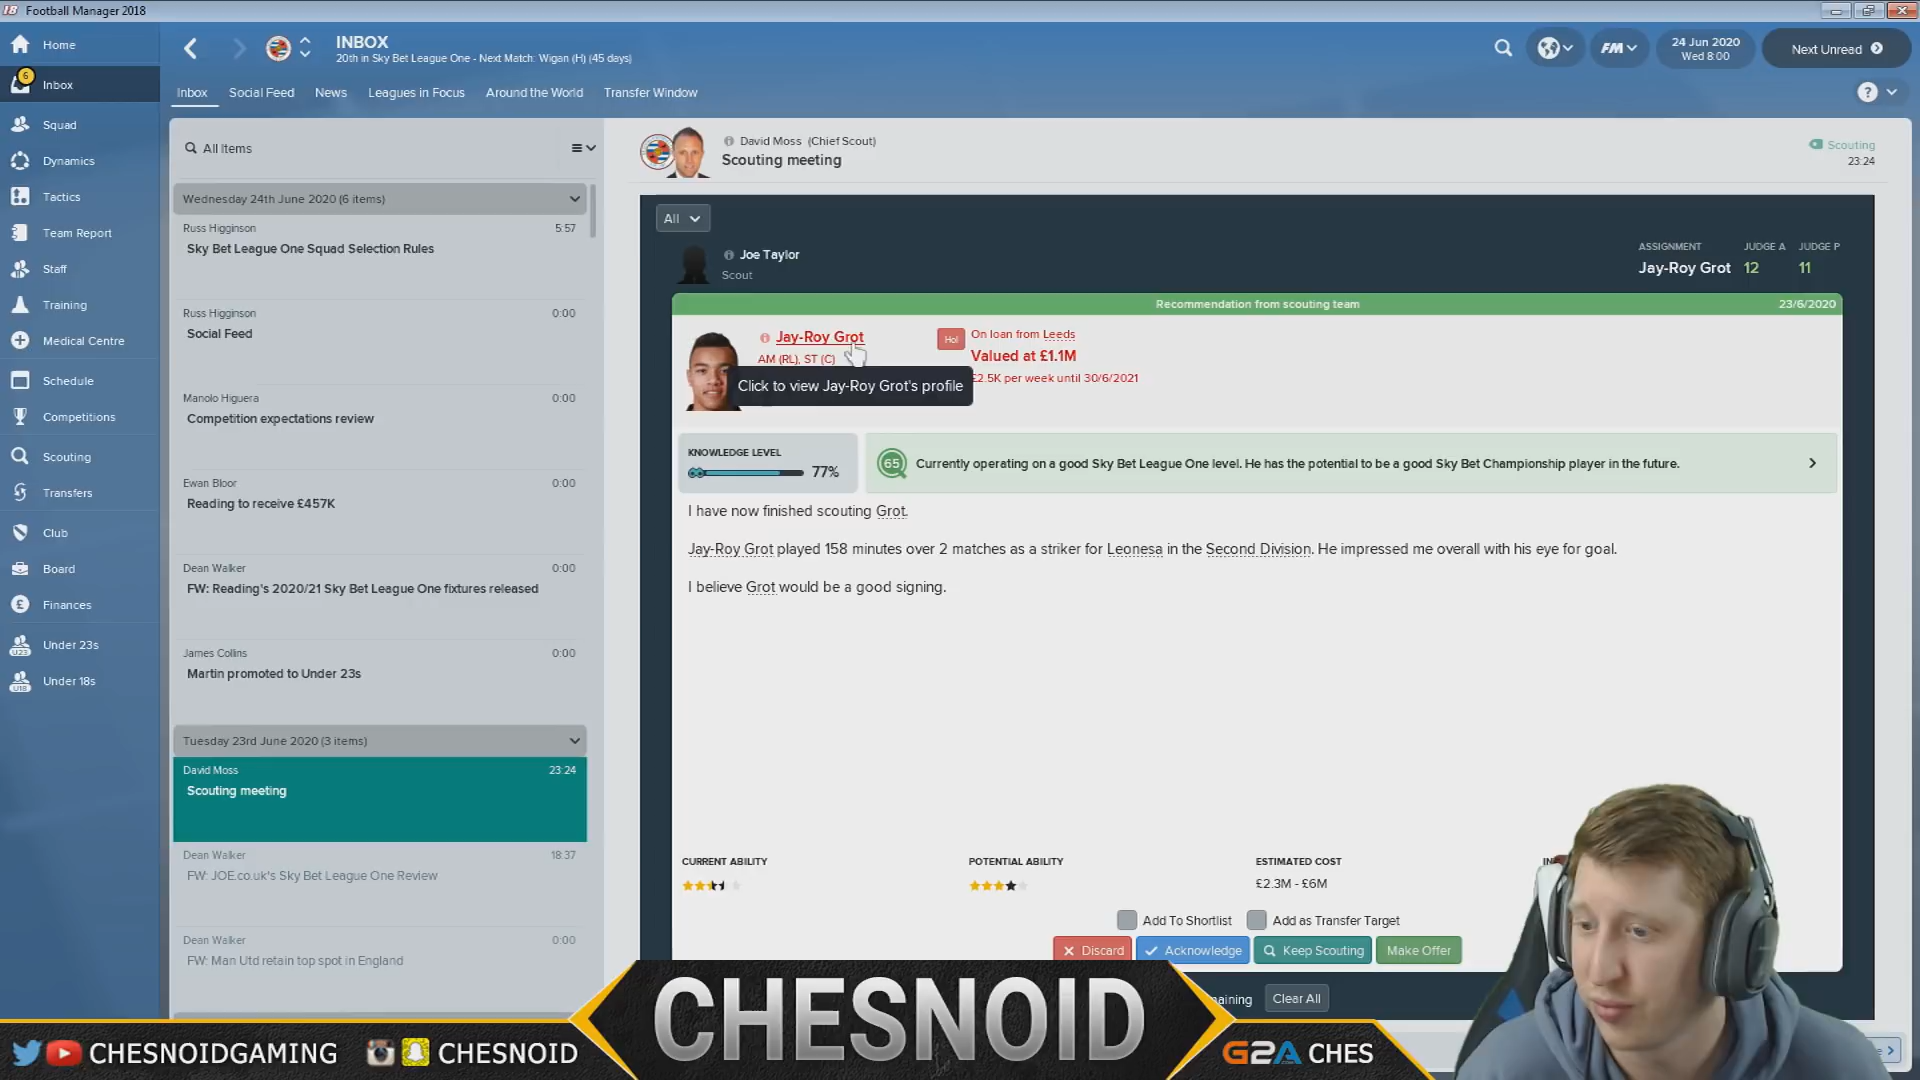 Football Manager 2018
Home
6
Inbox
Squad
Dynamics
Tactics
Team Report
Staff
Training
Medical Centre
Schedule
Competitions
Scouting
Transfers
Club
Board
Finances
Under 23s
Under 18s
INBOX
20th in Sky Bet League One - Next Match: Wigan (H) (45 days)
FM
24 Jun 2020
Wed 8:00
Next Unread
Inbox
Social Feed
News
Leagues in Focus
Around the World
Transfer Window
?
All Items
Wednesday 24th June 2020 (6 items)
Russ Higginson 5:57
Sky Bet League One Squad Selection Rules
Russ Higginson 0:00
Social Feed
Manolo Higuera 0:00
Competition expectations review
Ewan Bloor 0:00
Reading to receive £457K
Dean Walker 0:00
FW: Reading's 2020/21 Sky Bet League One fixtures released
James Collins 0:00
Martin promoted to Under 23s
Tuesday 23rd June 2020 (3 items)
David Moss 23:24
Scouting meeting
Dean Walker 18:37
FW: JOE.co.uk's Sky Bet League One Review
Dean Walker 0:00
FW: Man Utd retain top spot in England
David Moss (Chief Scout)
Scouting meeting
Scouting
23:24
All
Joe Taylor
Scout
ASSIGNMENT JUDGE A JUDGE P
Jay-Roy Grot 12 11
Recommendation from scouting team 23/6/2020
Jay-Roy Grot
AM (RL), ST (C)
Click to view Jay-Roy Grot's profile
Hol
On loan from Leeds
Valued at £1.1M
£2.5K per week until 30/6/2021
KNOWLEDGE LEVEL
77%
65
Currently operating on a good Sky Bet League One level. He has the potential to be a good Sky Bet Championship player in the future.
I have now finished scouting Grot.
Jay-Roy Grot played 158 minutes over 2 matches as a striker for Leonesa in the Second Division. He impressed me overall with his eye for goal.
I believe Grot would be a good signing.
CURRENT ABILITY
POTENTIAL ABILITY
ESTIMATED COST
£2.3M - £6M
Add To Shortlist
Add as Transfer Target
Discard
Acknowledge
Keep Scouting
Make Offer
Clear All
CHESNOIDGAMING
CHESNOID
CHESNOID
G2A CHES